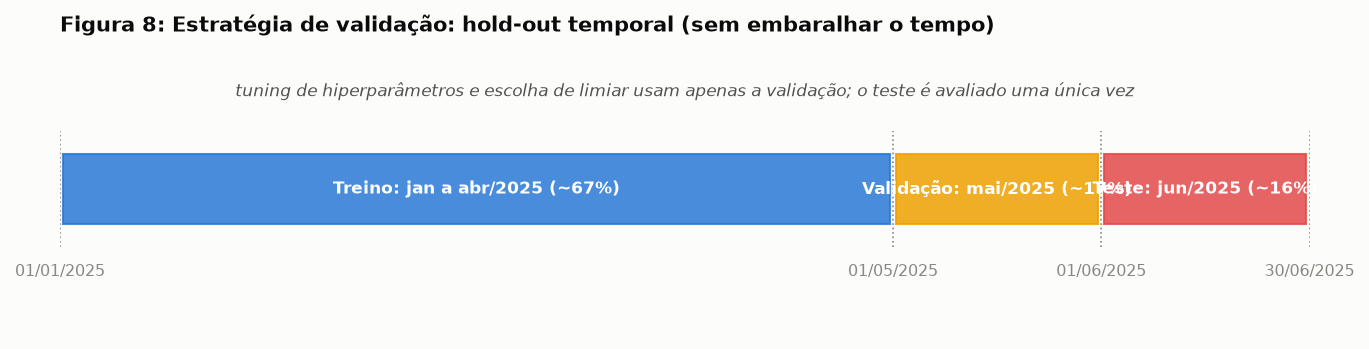 Figura 8: Estratégia de validação: hold-out temporal (sem embaralhar o tempo)
tuning de hiperparâmetros e escolha de limiar usam apenas a validação; o teste é avaliado uma única vez
Treino: jan a abr/2025 (~67%)
Validação: mai/2025 (~17%)
Teste: jun/2025 (~16%
01/01/2025
01/05/2025
01/06/2025
30/06/2025